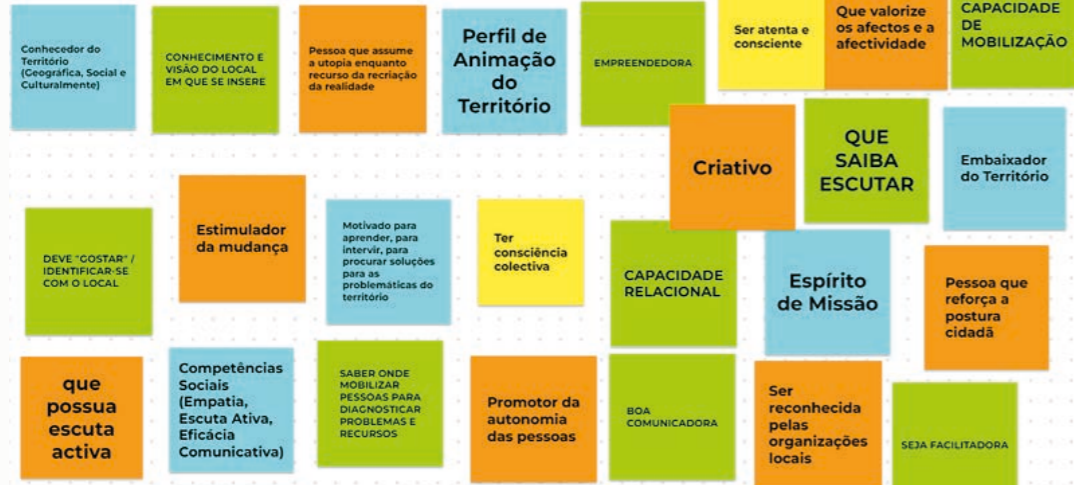 Conhecedor do
Território
(Geográfica, Social e
Culturalmente)
CONHECIMENTO E
VISÃO DO LOCAL
EM QUE SE INSERE
Pessoa que assume
a utopia enquanto
recurso da recriação
da realidade
Perfil de
Animação
do
Território
EMPREENDEDORA
Ser atenta e
consciente
Que valorize
os afectos e a
afectividade
CAPACIDADE
DE
MOBILIZAÇÃO
Criativo
QUE
SAIBA
ESCUTAR
Embaixador
do Território
DEVE "GOSTAR" /
IDENTIFICAR-SE
COM O LOCAL
Estimulador
da mudança
Motivado para
aprender, para
intervir, para
procurar soluções
para as
problemáticas do
território
Ter
consciência
colectiva
CAPACIDADE
RELACIONAL
Espírito
de Missão
Pessoa que
reforça a
postura
cidadã
que
possua
escuta
activa
Competências
Sociais
(Empatia,
Escuta Ativa,
Eficácia
Comunicativa)
SABER ONDE
MOBILIZAR
PESSOAS PARA
DIAGNOSTICAR
PROBLEMAS E
RECURSOS
Promotor da
autonomia
das pessoas
BOA
COMUNICADORA
Ser
reconhecida
pelas
organizações
locais
SEJA FACILITADORA